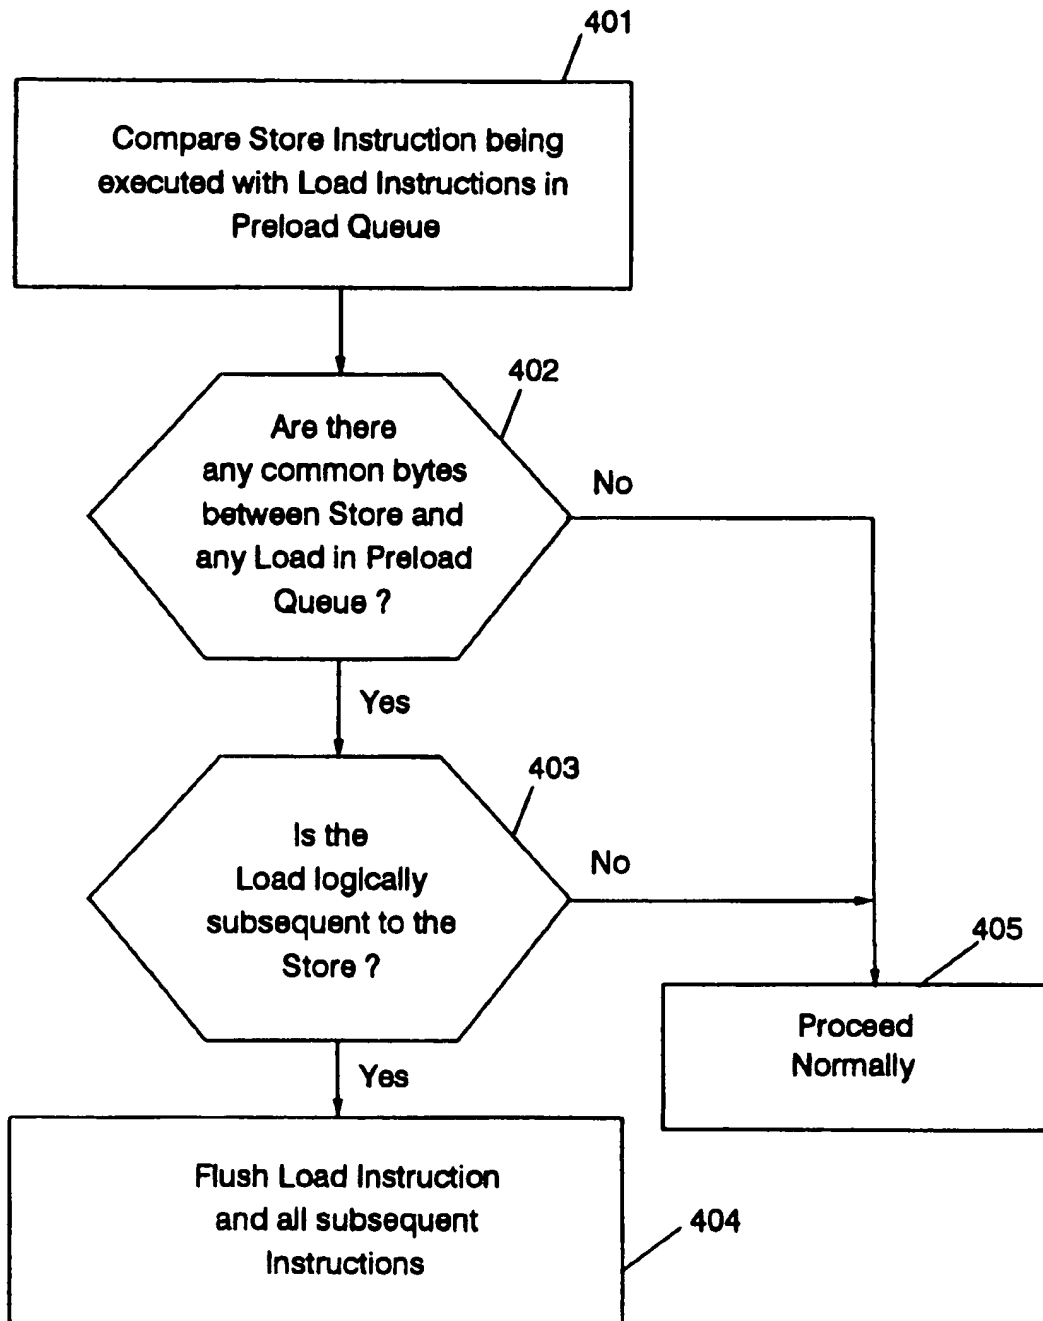 401
Compare Store Instruction being
executed with Load Instructions in
Preload Queue
402
Are there
any common bytes
between Store and
any Load in Preload
Queue ?
No
Yes
403
Is the
Load logically
subsequent to the
Store ?
No
405
Proceed
Normally
Yes
Flush Load Instruction
and all subsequent
Instructions
404